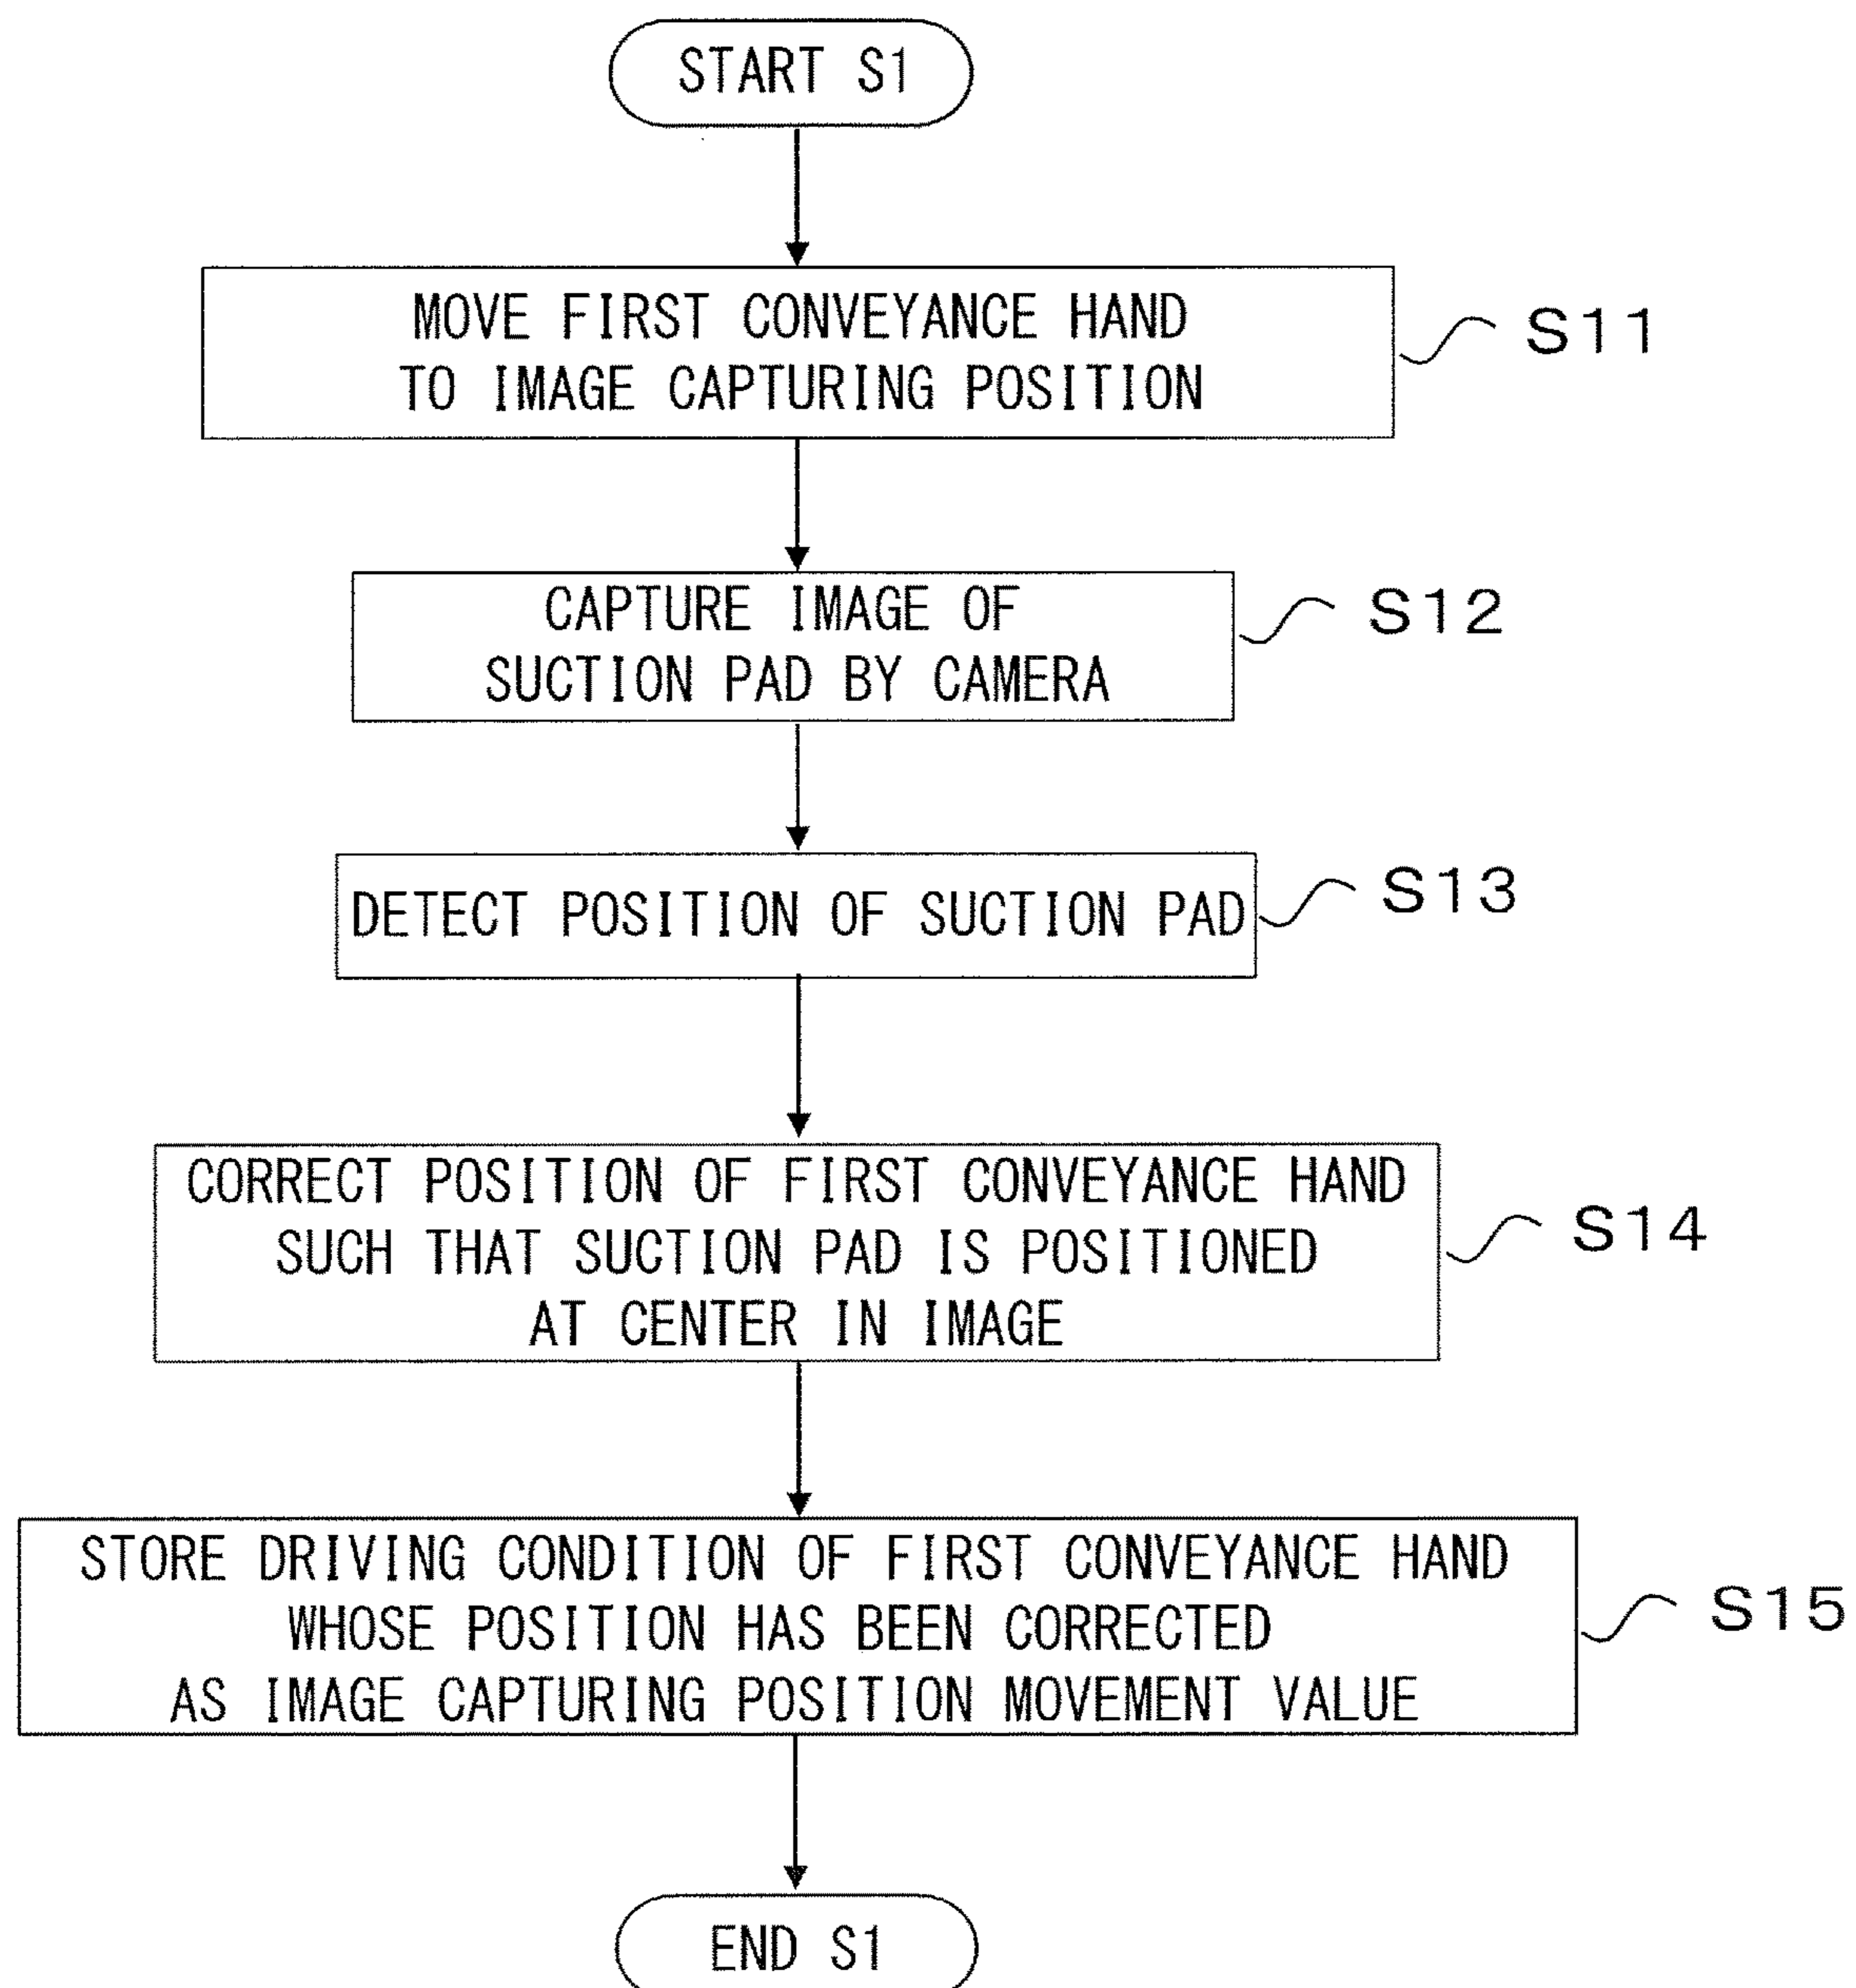 START S1
MOVE FIRST CONVEYANCE HAND
TO IMAGE CAPTURING POSITION
S11
CAPTURE IMAGE OF
SUCTION PAD BY CAMERA
S12
DETECT POSITION OF SUCTION PAD
S13
CORRECT POSITION OF FIRST CONVEYANCE HAND
SUCH THAT SUCTION PAD IS POSITIONED
AT CENTER IN IMAGE
S14
STORE DRIVING CONDITION OF FIRST CONVEYANCE HAND
WHOSE POSITION HAS BEEN CORRECTED
AS IMAGE CAPTURING POSITION MOVEMENT VALUE
S15
END S1